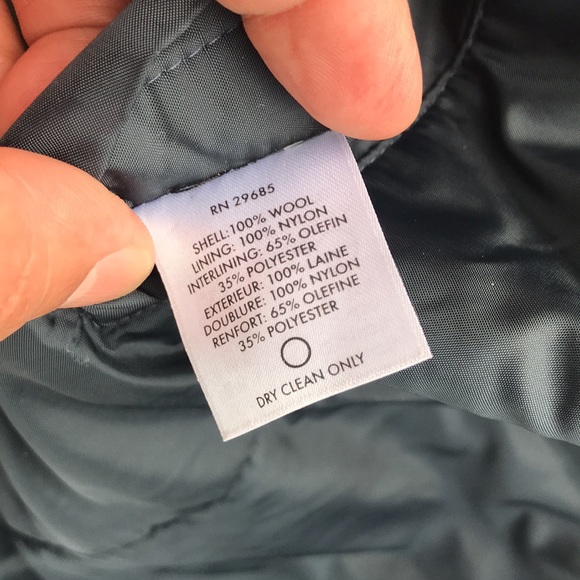 RN 29685
SHELL:100% WOOL
LINING: 100% NYLON
INTERLINING: 65% OLEFIN
35% POLYESTER
EXTERIEUR: 100% LAINE
DOUBLURE: 100% NYLON
RENFORT: 65% OLEFINE
35% POLYESTER
DRY CLEAN ONLY